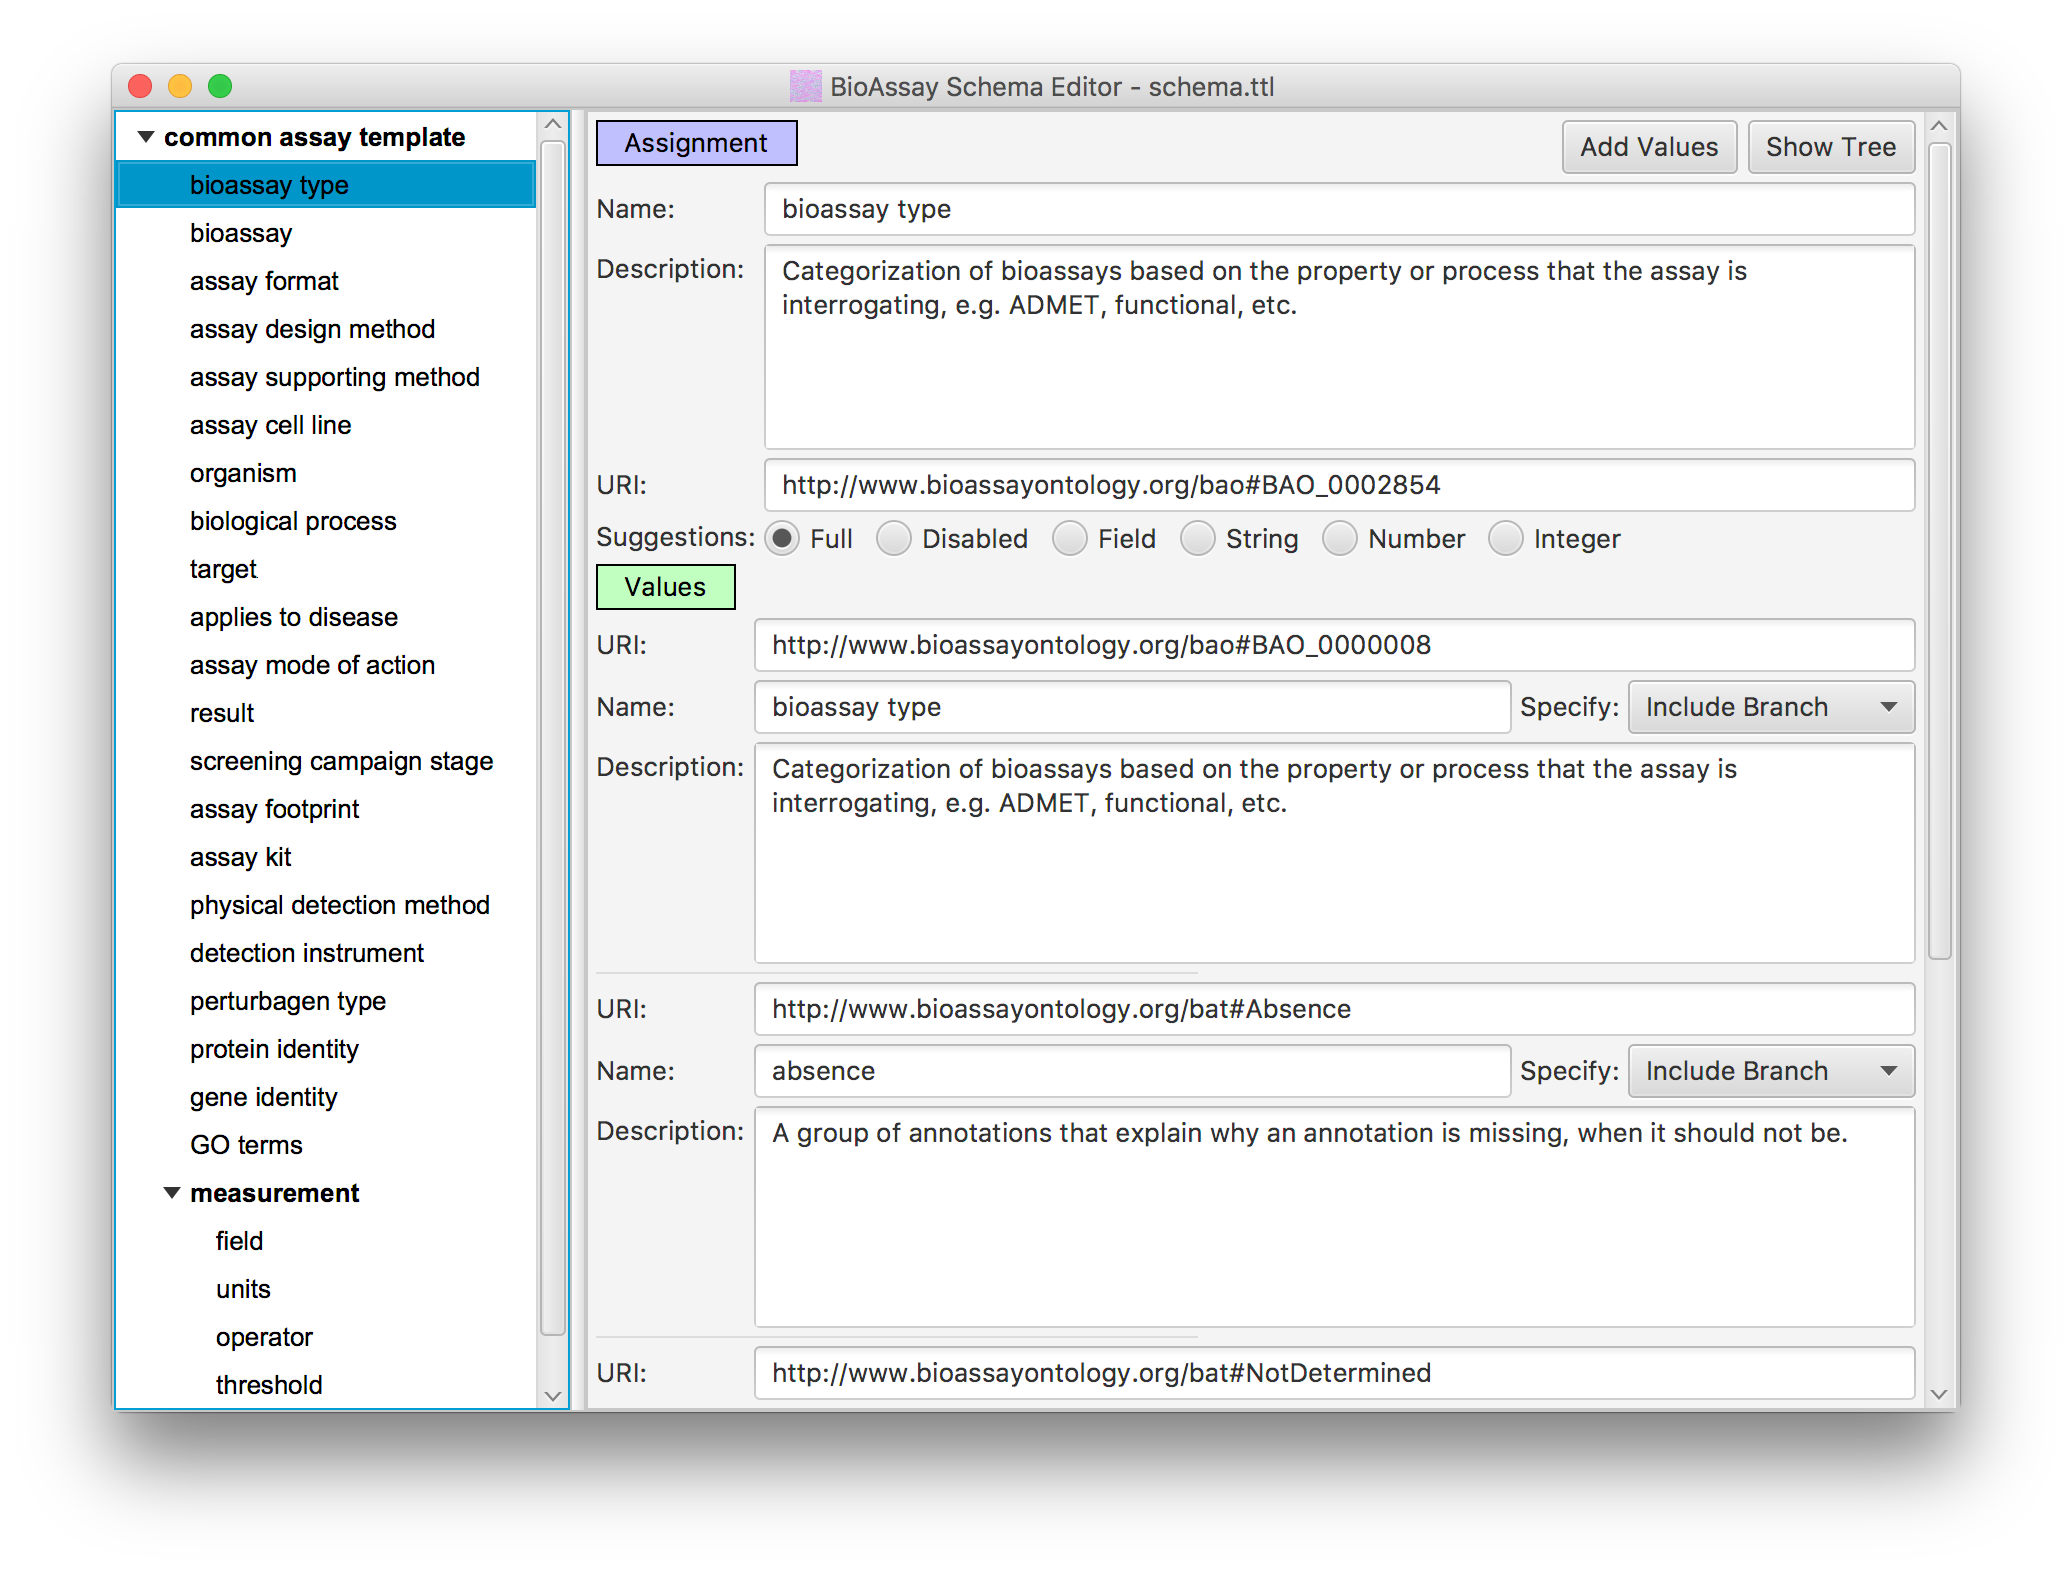 BioAssay Schema Editor - schema.ttl
common assay template
bioassay type
bioassay
assay format
assay design method
assay supporting method
assay cell line
organism
biological process
target
applies to disease
assay mode of action
result
screening campaign stage
assay footprint
assay kit
physical detection method
detection instrument
perturbagen type
protein identity
gene identity
GO terms
measurement
field
units
operator
threshold
Assignment
Add Values
Show Tree
Name: bioassay type
Description: Categorization of bioassays based on the property or process that the assay is
interrogating, e.g. ADMET, functional, etc.
URI: http://www.bioassayontology.org/bao#BAO_0002854
Suggestions: Full Disabled Field String Number Integer
Values
URI: http://www.bioassayontology.org/bao#BAO_0000008
Name: bioassay type Specify: Include Branch
Description: Categorization of bioassays based on the property or process that the assay is
interrogating, e.g. ADMET, functional, etc.
URI: http://www.bioassayontology.org/bat#Absence
Name: absence Specify: Include Branch
Description: A group of annotations that explain why an annotation is missing, when it should not be.
URI: http://www.bioassayontology.org/bat#NotDetermined